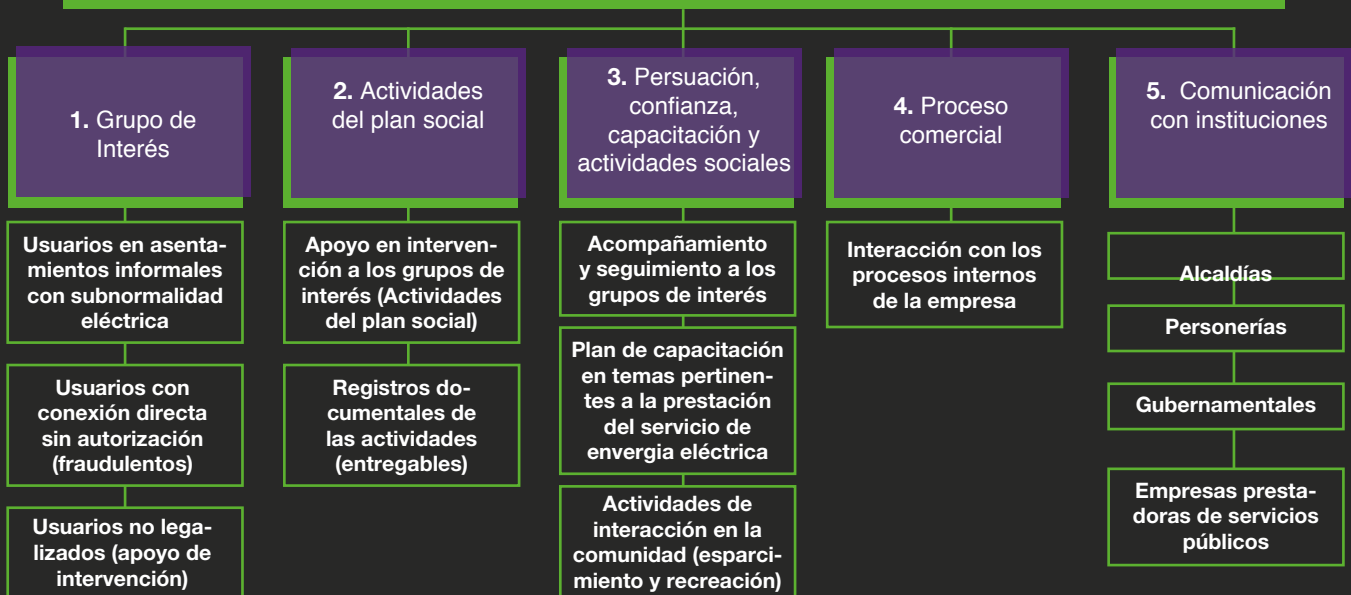 1. Grupo de
Interés
Usuarios en asenta-
mientos informales
con subnormalidad
eléctrica
Usuarios con
conexión directa
sin autorización
(fraudulentos)
Usuarios no lega-
lizados (apoyo de
intervención)
2. Actividades
del plan social
Apoyo en interven-
ción a los grupos de
interés (Actividades
del plan social)
Registros do-
cumentales de
las actividades
(entregables)
3. Persuación,
confianza,
capacitación y
actividades sociales
Acompañamiento
y seguimiento a los
grupos de interés
Plan de capacitación
en temas pertinen-
tes a la prestación
del servicio de
envergia eléctrica
Actividades de
interacción en la
comunidad (esparci-
miento y recreación)
4. Proceso
comercial
Interacción con los
procesos internos
de la empresa
5. Comunicación
con instituciones
Alcaldías
Personerías
Gubernamentales
Empresas presta-
doras de servicios
públicos